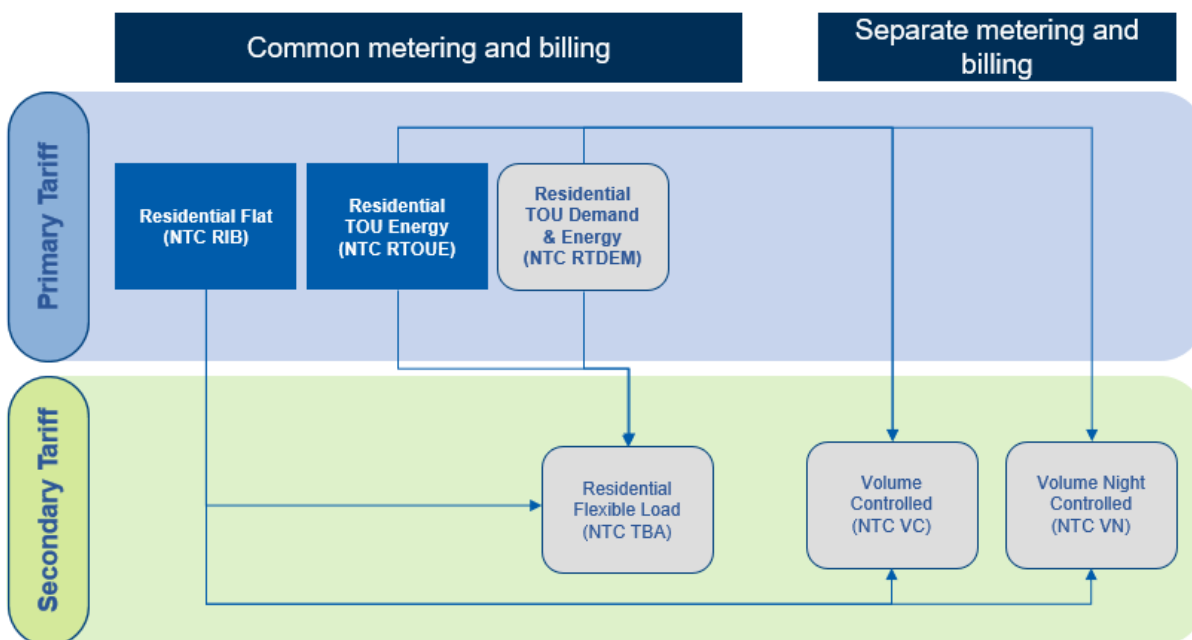 Common metering and billing
Separate metering and
billing
Primary Tariff
Residential Flat
(NTC RIB)
Residential
TOU Energy
(NTC RTOUE)
Residential
TOU Demand
& Energy
(NTC RTDEM)
Secondary Tariff
Residential
Flexible Load
(NTC TBA)
Volume
Controlled
(NTC VC)
Volume Night
Controlled
(NTC VN)